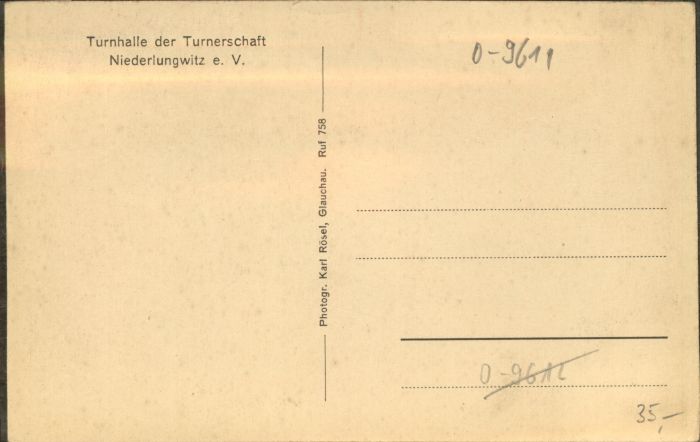 Turnhalle der Turnerschaft
Niederlungwitz e. V.
0-9611
Photogr. Karl Rösel, Glauchau. Ruf 758
0-9612
35,-